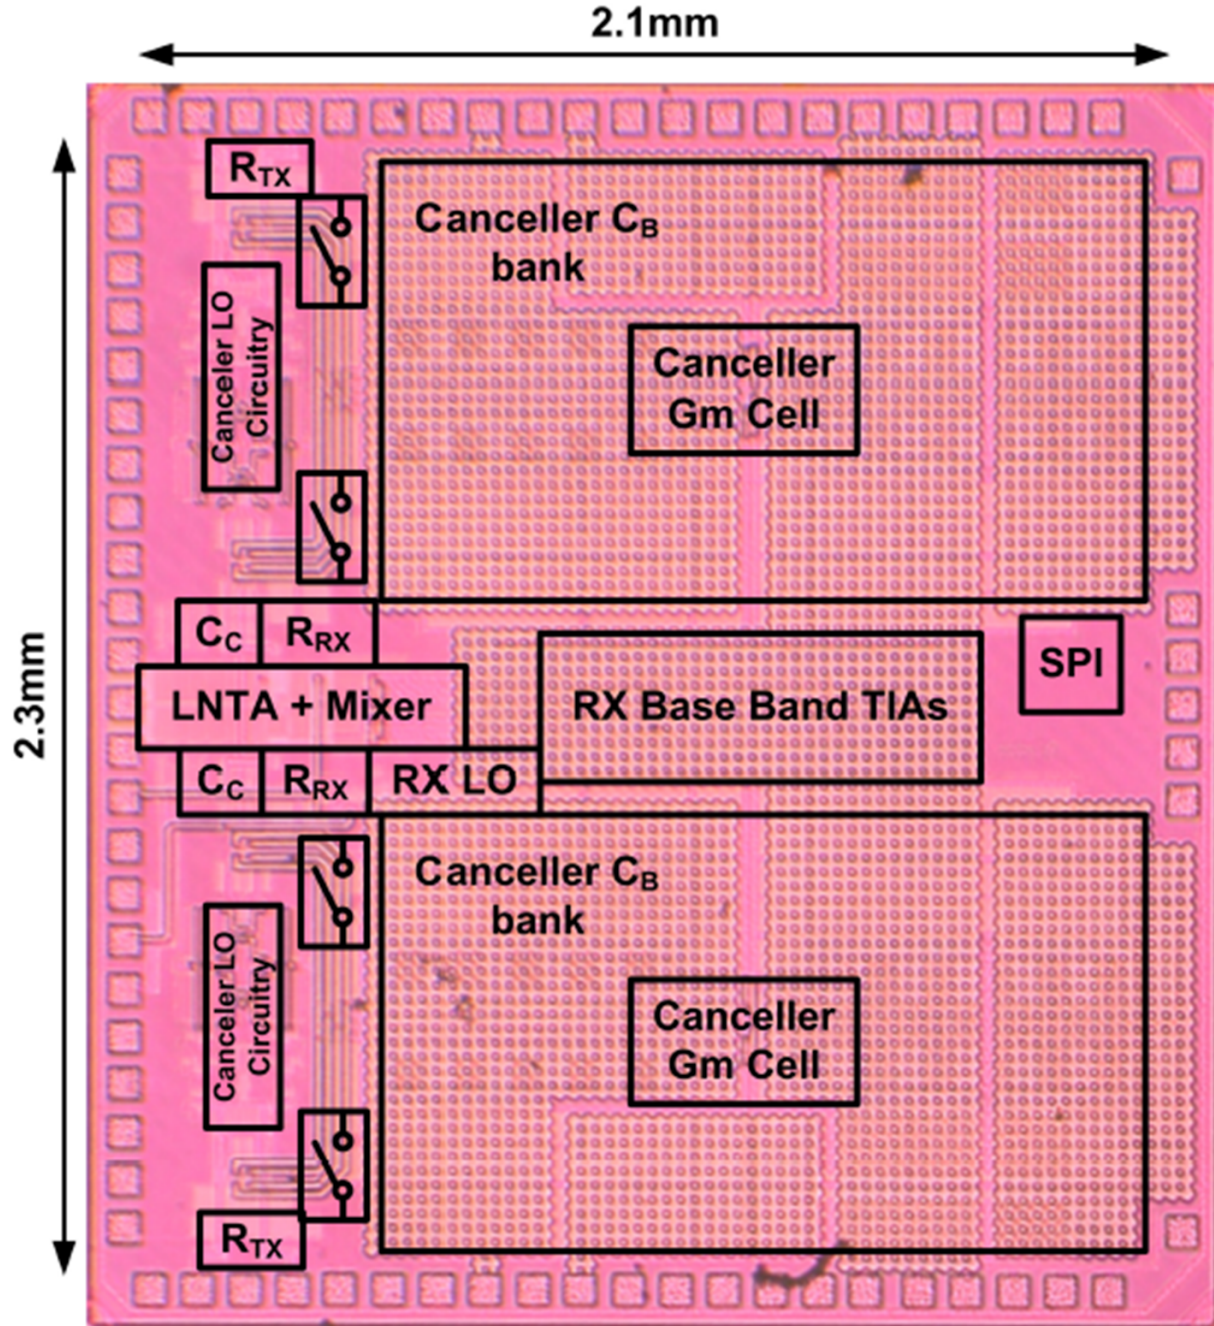 2.1mm
2.3mm
RTX
Canceller CB
bank
Canceler LO
Circuitry
Canceller
Gm Cell
CC
RRX
LNTA + Mixer
RX Base Band TIAs
SPI
CC
RRX
RX LO
Canceller CB
bank
Canceler LO
Circuitry
Canceller
Gm Cell
RTX